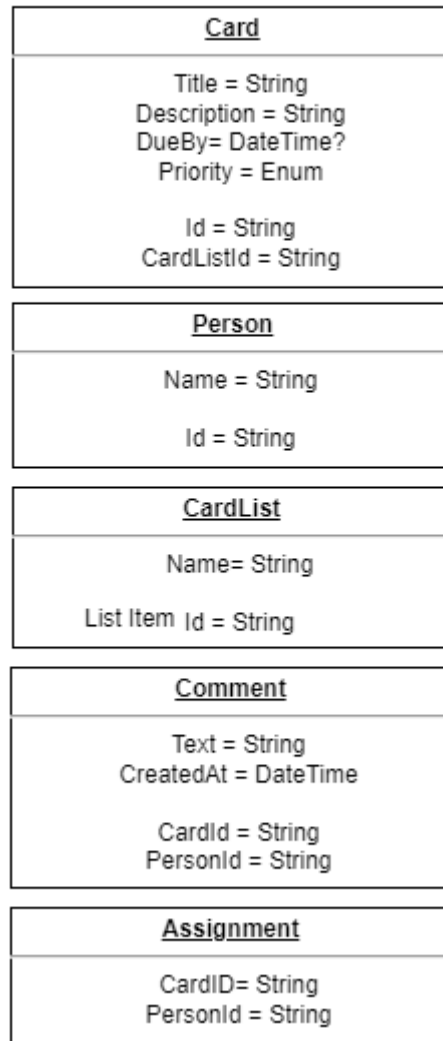 Card
Title = String
Description = String
DueBy= DateTime?
Priority = Enum
Id = String
CardListId = String
Person
Name = String
Id = String
CardList
Name= String
List Item Id = String
Comment
Text = String
CreatedAt = DateTime
CardId = String
PersonId = String
Assignment
CardID= String
PersonId = String